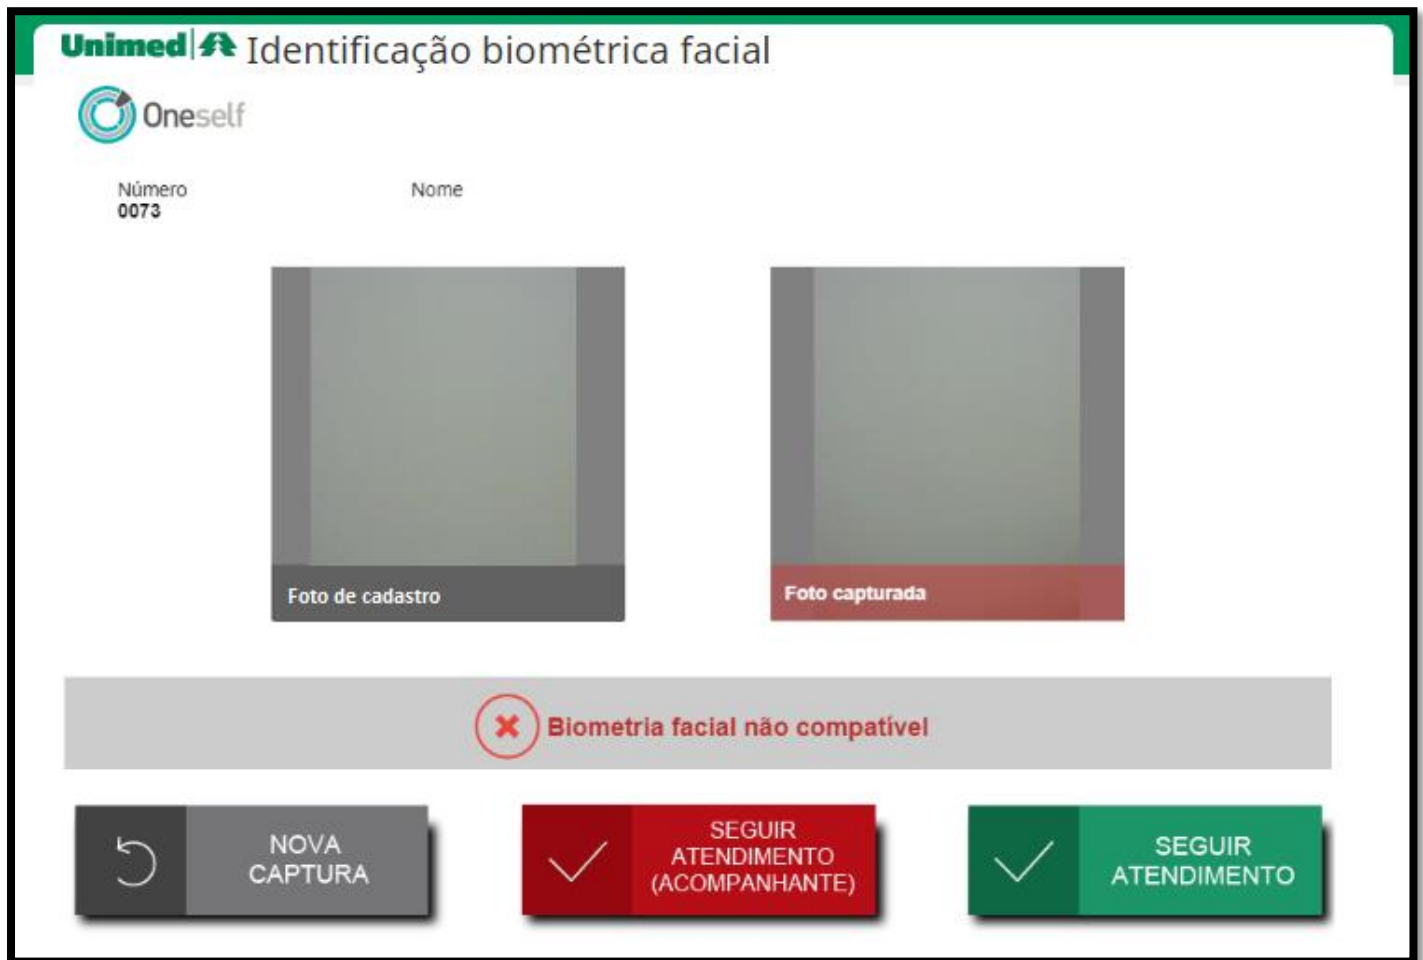 Unimed Identificação biométrica facial
Oneself
Número Nome
0073
Foto de cadastro Foto capturada
Biometria facial não compatível
NOVA
CAPTURA
SEGUIR
ATENDIMENTO
(ACOMPANHANTE)
SEGUIR
ATENDIMENTO